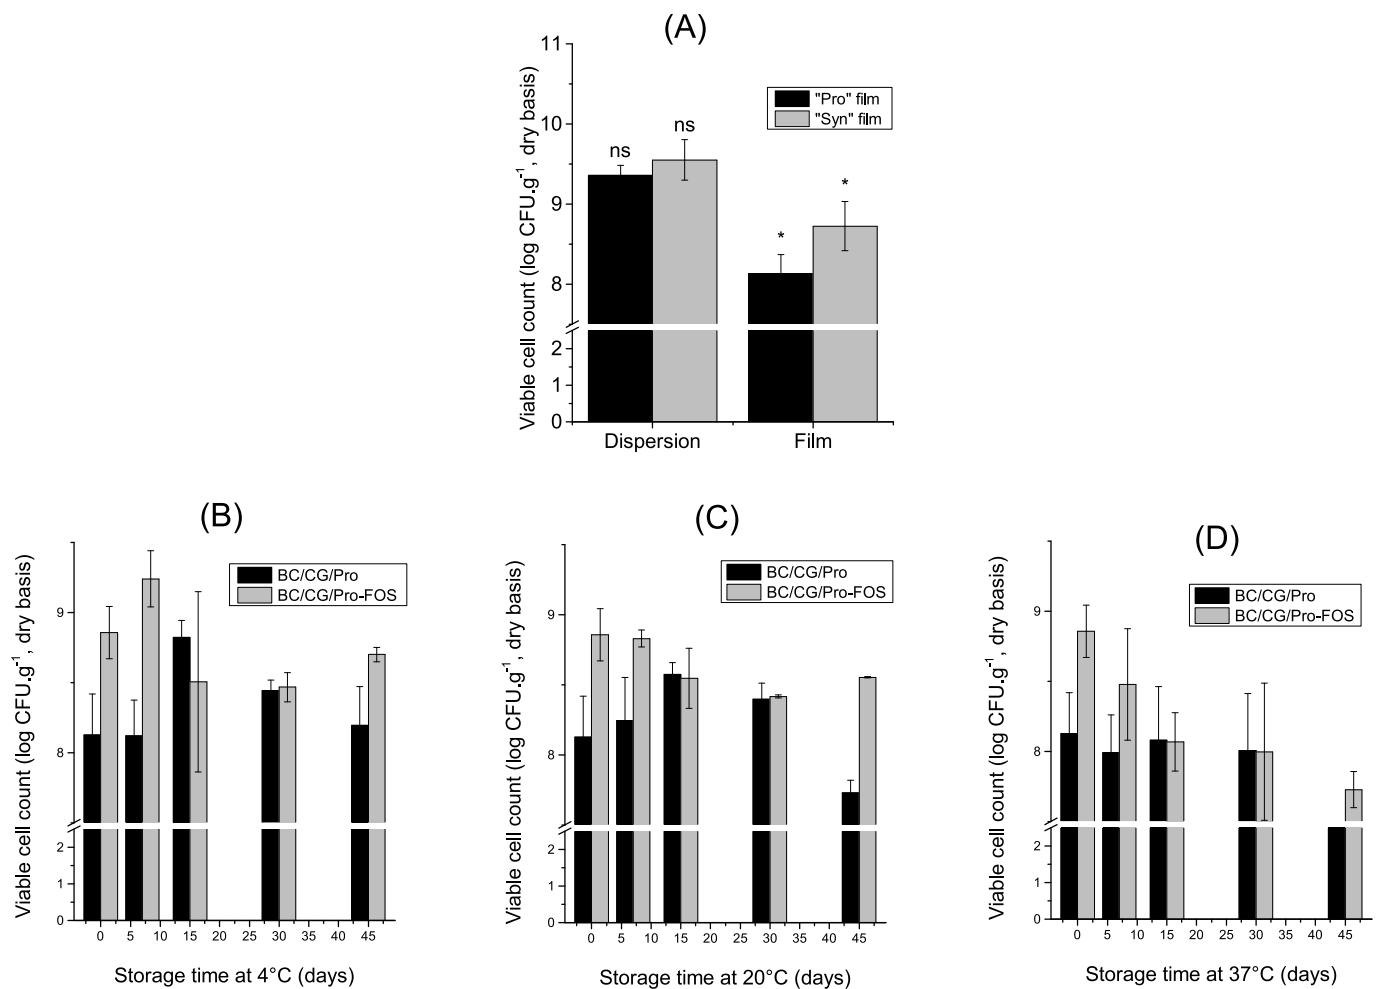 (A)
Viable cell count (log CFU.g-1, dry basis)
11
10
9
8
2
1
0
"Pro" film
"Syn" film
ns
ns
*
*
Dispersion
Film
(B)
Viable cell count (log CFU.g-1, dry basis)
9
8
2
1
0
BC/CG/Pro
BC/CG/Pro-FOS
0 5 10 15 20 25 30 35 40 45
Storage time at 4°C (days)
(C)
Viable cell count (log CFU.g-1, dry basis)
9
8
2
1
0
BC/CG/Pro
BC/CG/Pro-FOS
0 5 10 15 20 25 30 35 40 45
Storage time at 20°C (days)
(D)
Viable cell count (log CFU.g-1, dry basis)
9
8
2
1
0
BC/CG/Pro
BC/CG/Pro-FOS
0 5 10 15 20 25 30 35 40 45
Storage time at 37°C (days)